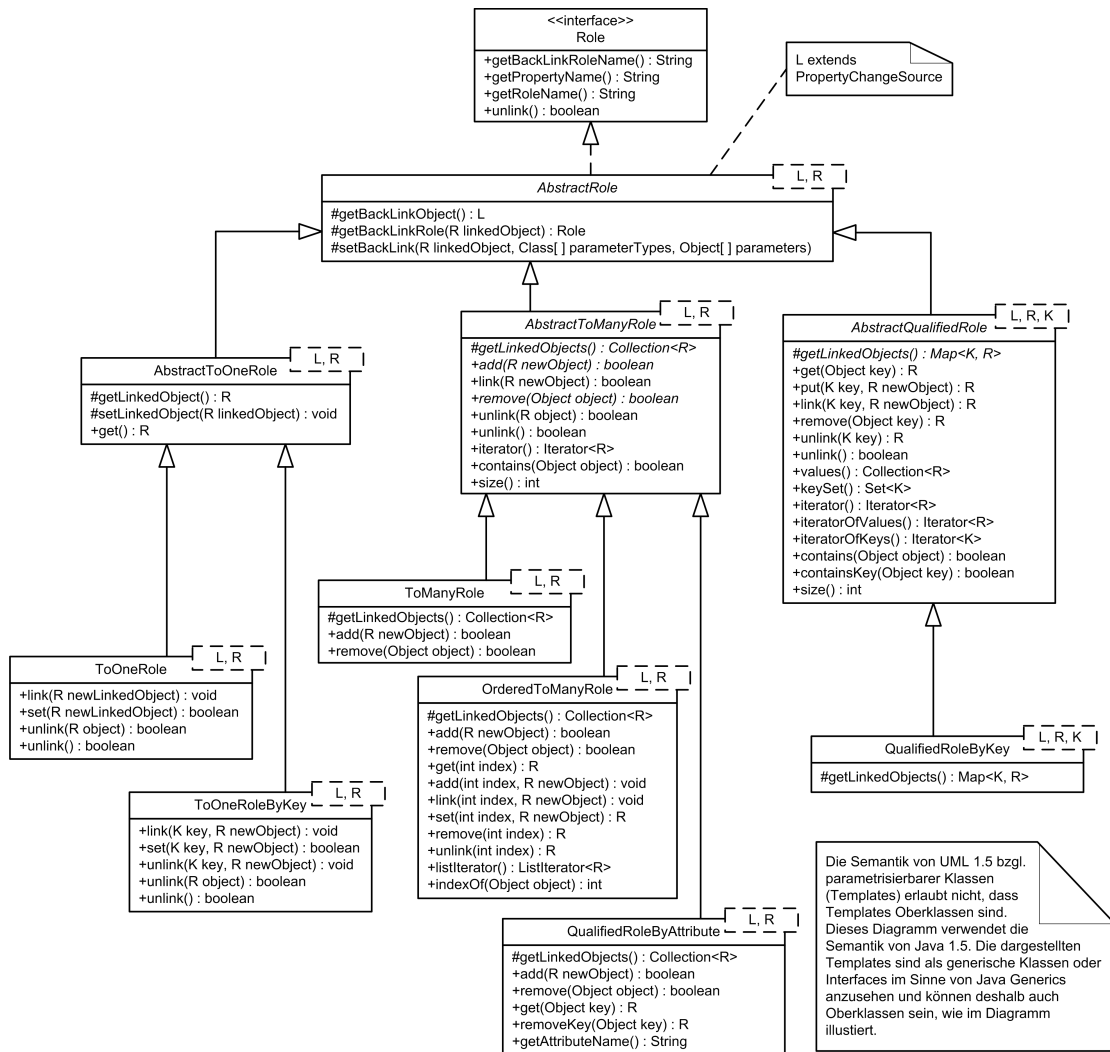 <<interface>>
Role
+getBackLinkRoleName() : String
+getPropertyName() : String
+getRoleName() : String
+unlink() : boolean
L extends
PropertyChangeSource
L, R
AbstractRole
#getBackLinkObject() : L
#getBackLinkRole(R linkedObject) : Role
#setBackLink(R linkedObject, Class[ ] parameterTypes, Object[ ] parameters)
L, R
AbstractToOneRole
#getLinkedObject() : R
#setLinkedObject(R linkedObject) : void
+get() : R
L, R
AbstractToManyRole
#getLinkedObjects() : Collection<R>
+add(R newObject) : boolean
+link(R newObject) : boolean
+remove(Object object) : boolean
+unlink(R object) : boolean
+unlink() : boolean
+iterator() : Iterator<R>
+contains(Object object) : boolean
+size() : int
L, R, K
AbstractQualifiedRole
#getLinkedObjects() : Map<K, R>
+get(Object key) : R
+put(K key, R newObject) : R
+link(K key, R newObject) : R
+remove(Object key) : R
+unlink(K key) : R
+unlink() : boolean
+values() : Collection<R>
+keySet() : Set<K>
+iterator() : Iterator<R>
+iteratorOfValues() : Iterator<R>
+iteratorOfKeys() : Iterator<K>
+contains(Object object) : boolean
+containsKey(Object key) : boolean
+size() : int
L, R
ToManyRole
#getLinkedObjects() : Collection<R>
+add(R newObject) : boolean
+remove(Object object) : boolean
L, R
ToOneRole
+link(R newLinkedObject) : void
+set(R newLinkedObject) : boolean
+unlink(R object) : boolean
+unlink() : boolean
L, R
OrderedToManyRole
#getLinkedObjects() : Collection<R>
+add(R newObject) : boolean
+remove(Object object) : boolean
+get(int index) : R
+add(int index, R newObject) : void
+link(int index, R newObject) : void
+set(int index, R newObject) : R
+remove(int index) : R
+unlink(int index) : R
+listIterator() : ListIterator<R>
+indexOf(Object object) : int
L, R, K
QualifiedRoleByKey
#getLinkedObjects() : Map<K, R>
L, R
ToOneRoleByKey
+link(K key, R newObject) : void
+set(K key, R newObject) : boolean
+unlink(K key, R newObject) : void
+unlink(R object) : boolean
+unlink() : boolean
L, R
QualifiedRoleByAttribute
#getLinkedObjects() : Collection<R>
+add(R newObject) : boolean
+remove(Object object) : boolean
+get(Object key) : R
+removeKey(Object key) : R
+getAttributeName() : String
Die Semantik von UML 1.5 bzgl.
parametrisierbarer Klassen
(Templates) erlaubt nicht, dass
Templates Oberklassen sind.
Dieses Diagramm verwendet die
Semantik von Java 1.5. Die dargestellten
Templates sind als generische Klassen oder
Interfaces im Sinne von Java Generics
anzusehen und können deshalb auch
Oberklassen sein, wie im Diagramm
illustiert.